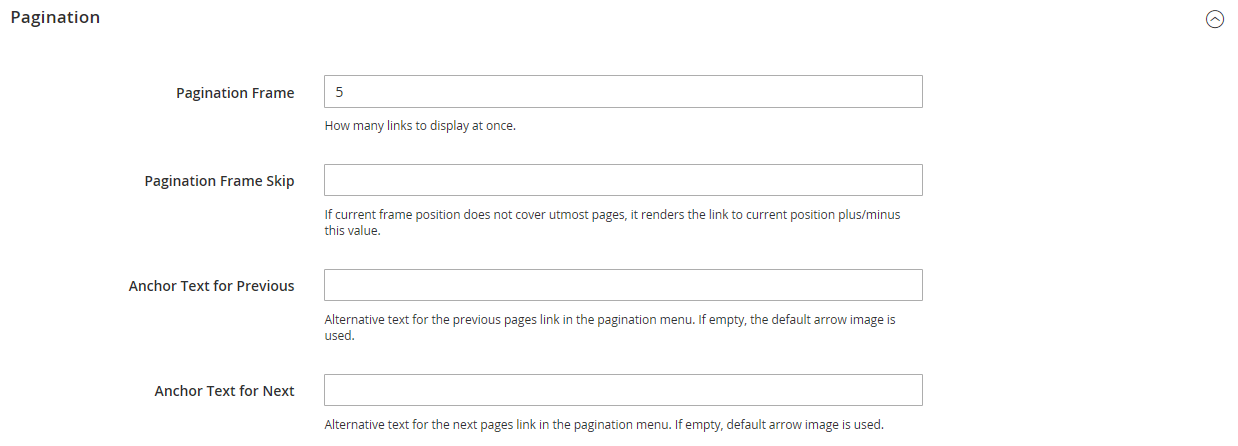 Pagination
Pagination Frame
5
How many links to display at once.
Pagination Frame Skip
If current frame position does not cover utmost pages, it renders the link to current position plus/minus
this value.
Anchor Text for Previous
Alternative text for the previous pages link in the pagination menu. If empty, the default arrow image is
used.
Anchor Text for Next
Alternative text for the next pages link in the pagination menu. If empty, default arrow image is used.